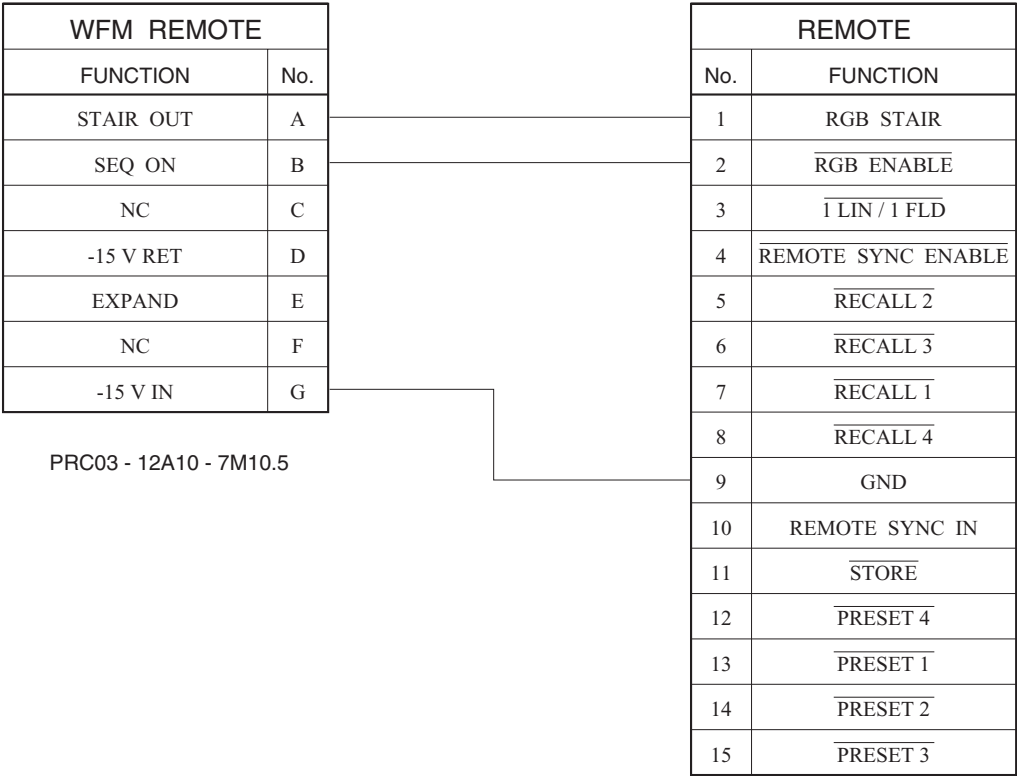 WFM REMOTE
FUNCTION No.
STAIR OUT A
SEQ ON B
NC C
-15 V RET D
EXPAND E
NC F
-15 V IN G
PRC03 - 12A10 - 7M10.5
REMOTE
No. FUNCTION
1 RGB STAIR
2 RGB ENABLE
3 1 LIN / 1 FLD
4 REMOTE SYNC ENABLE
5 RECALL 2
6 RECALL 3
7 RECALL 1
8 RECALL 4
9 GND
10 REMOTE SYNC IN
11 STORE
12 PRESET 4
13 PRESET 1
14 PRESET 2
15 PRESET 3